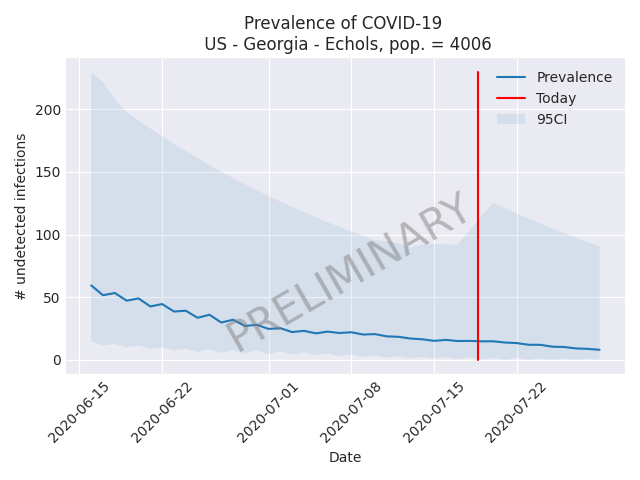 Prevalence of COVID-19
US - Georgia - Echols, pop. = 4006
Prevalence
Today
95CI
# undetected infections
200
150
100
50
0
PRELIMINARY
2020-06-15
2020-06-22
2020-07-01
2020-07-08
2020-07-15
2020-07-22
Date